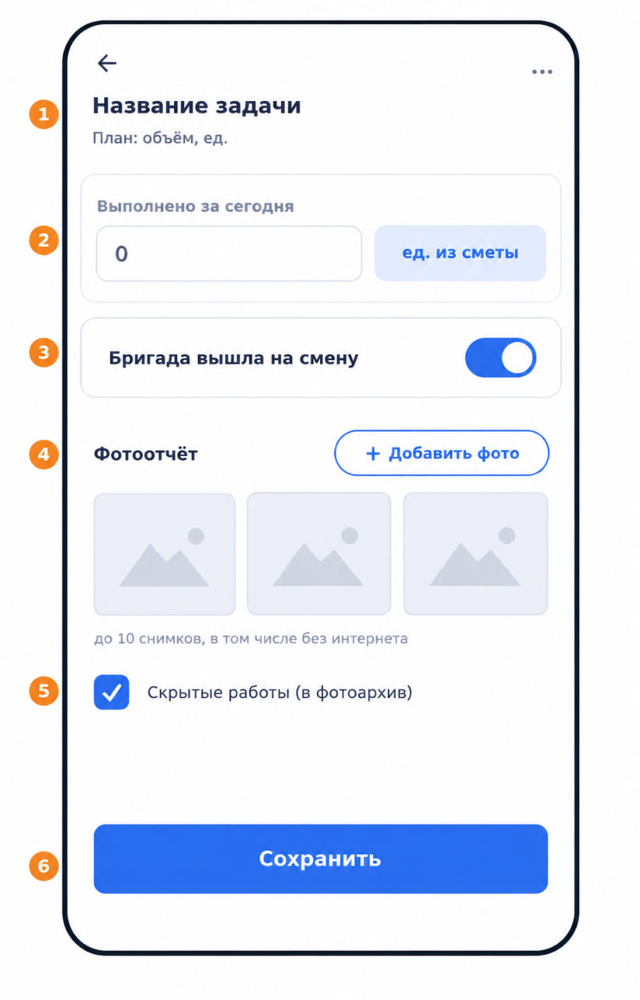 1
Название задачи
План: объём, ед.
2
Выполнено за сегодня
0
ед. из сметы
3
Бригада вышла на смену
4
Фотоотчёт
+ Добавить фото
до 10 снимков, в том числе без интернета
5
Скрытые работы (в фотоархив)
6
Сохранить